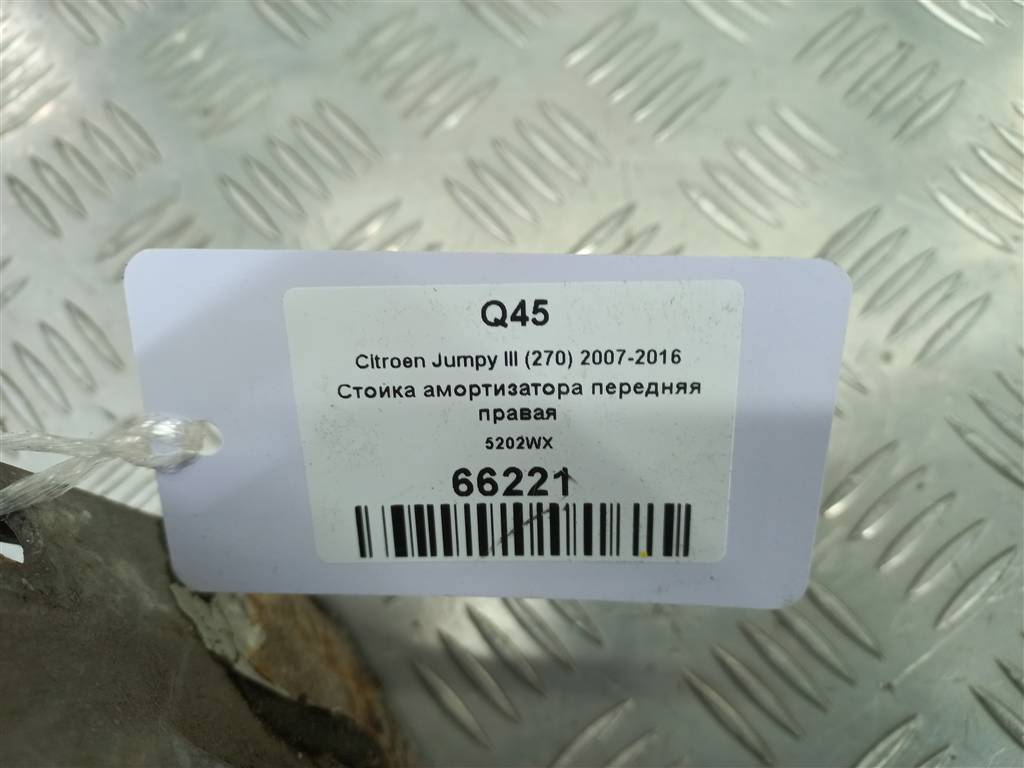 Q45
Citroen Jumpy III (270) 2007-2016
Стойка амортизатора передняя
правая
5202WX
66221